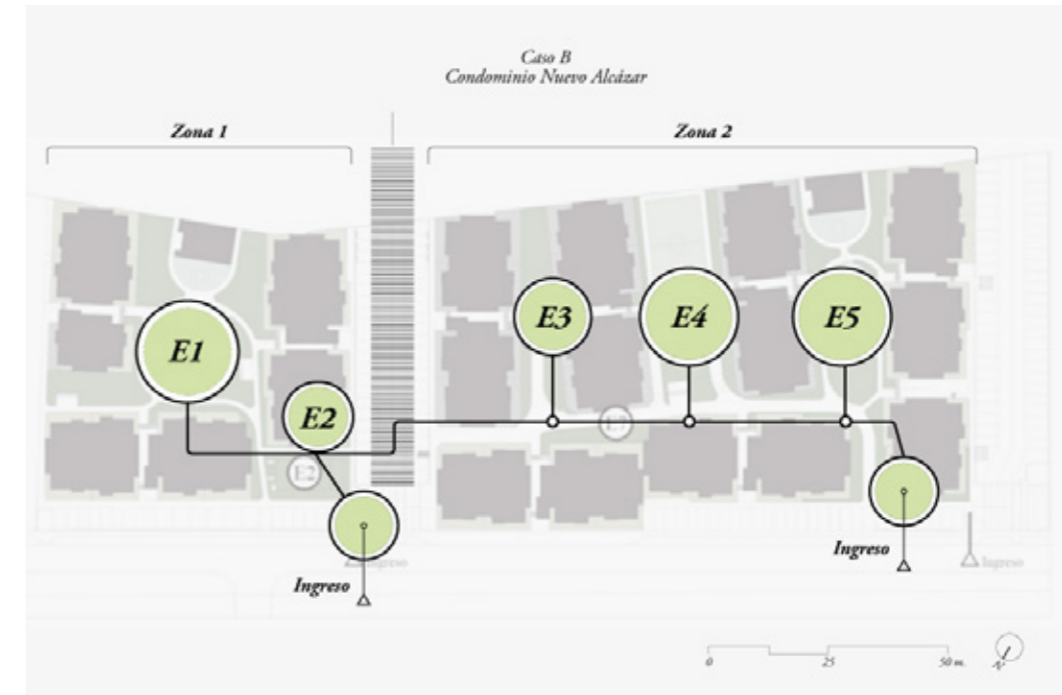 Caso B
Condominio Nuevo Alcázar
Zona 1
Zona 2
E1
E2
E3
E4
E5
E2
Ingreso
Ingreso
Ingreso
Ingreso
0 25 50 m.
N